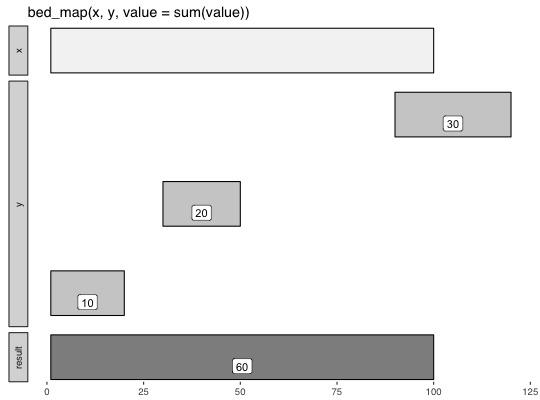 bed_map(x, y, value = sum(value))
x
30
y
20
10
result
60
0 25 50 75 100 125